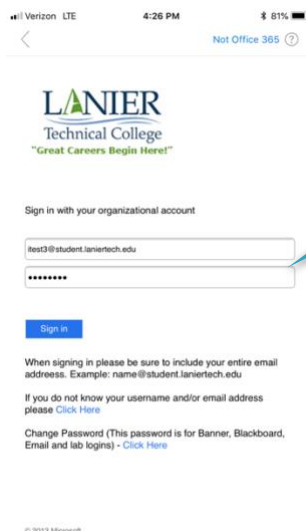 Verizon LTE 4:26 PM 81%
Not Office 365 ?
LANIER
Technical College
"Great Careers Begin Here!"
Sign in with your organizational account
itest3@student.laniertech.edu
••••••••
Sign in
When signing in please be sure to include your entire email
addreess. Example: name@student.laniertech.edu
If you do not know your username and/or email address
please Click Here
Change Password (This password is for Banner, Blackboard,
Email and lab logins) - Click Here
© 2013 Microsoft